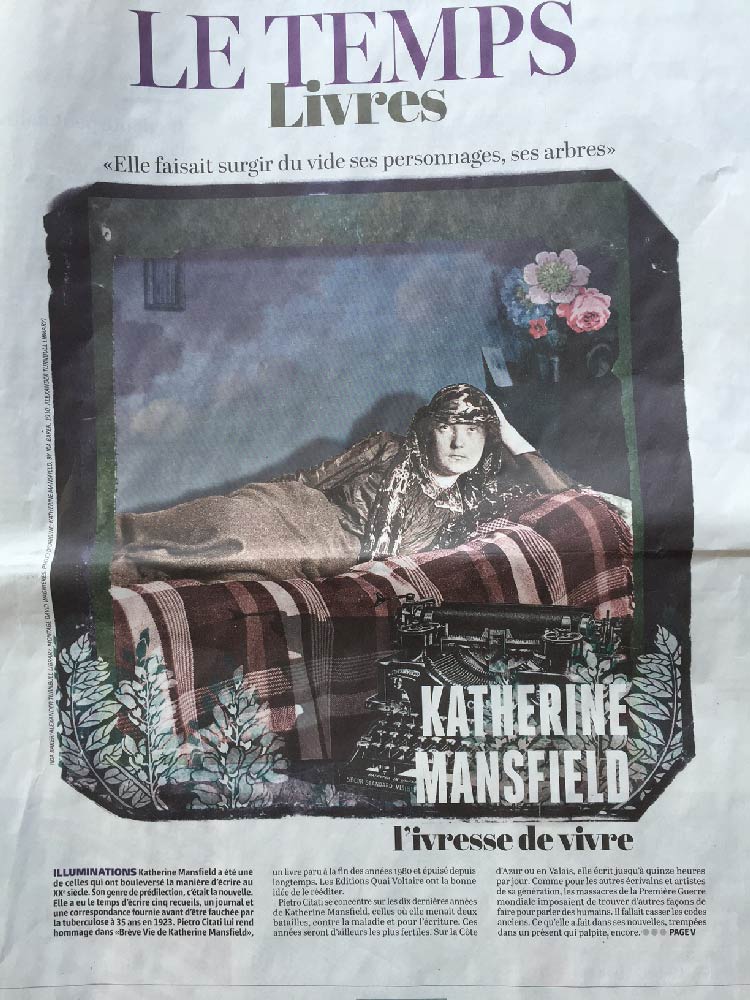 LE TEMPS
Livres
«Elle faisait surgir du vide ses personnages, ses arbres»
KATHERINE
MANSFIELD
l'ivresse de vivre
ILLUMINATIONS Katherine Mansfield a été une
de celles qui ont bouleversé la manière d'écrire au
XXe siècle. Son genre de prédilection, c'était la nouvelle.
Elle a eu le temps d'écrire cinq recueils, un journal et
une correspondance fournie avant d'être fauchée par
la tuberculose à 35 ans en 1923. Pietro Citati lui rend
hommage dans «Brève Vie de Katherine Mansfield»,
un livre paru à la fin des années 1980 et épuisé depuis
longtemps. Les Editions Quai Voltaire ont la bonne
idée de le rééditer.
Pietro Citati se concentre sur les dix dernières années
de Katherine Mansfield, celles où elle menait deux
batailles, contre la maladie et pour l'écriture. Ces
années seront d'ailleurs les plus fertiles. Sur la Côte
d'Azur ou en Valais, elle écrit jusqu'à quinze heures
par jour. Comme pour les autres écrivains et artistes
de sa génération, les massacres de la Première Guerre
mondiale imposaient de trouver d'autres façons de
faire pour parler des humains. Il fallait casser les codes
anciens. Ce qu'elle a fait dans ses nouvelles, trempées
dans un présent qui palpite, encore. ●●● PAGE V